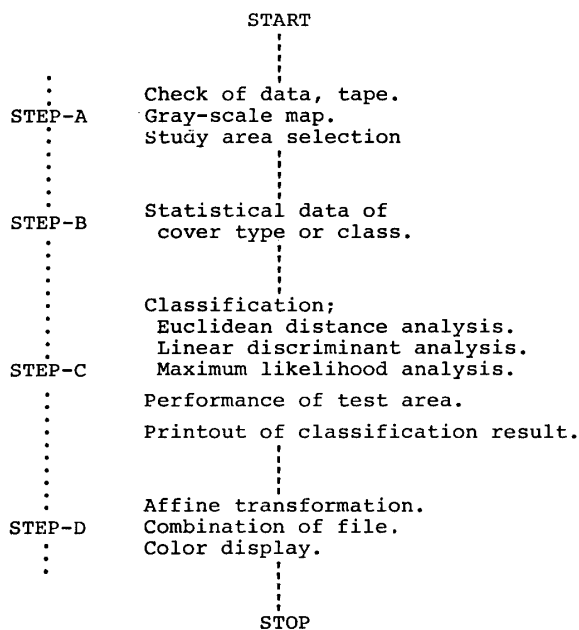 START
Check of data, tape.
STEP-A Gray-scale map.
Study area selection
STEP-B Statistical data of
cover type or class.
Classification;
Euclidean distance analysis.
Linear discriminant analysis.
STEP-C Maximum likelihood analysis.
Performance of test area.
Printout of classification result.
Affine transformation.
STEP-D Combination of file.
Color display.
STOP